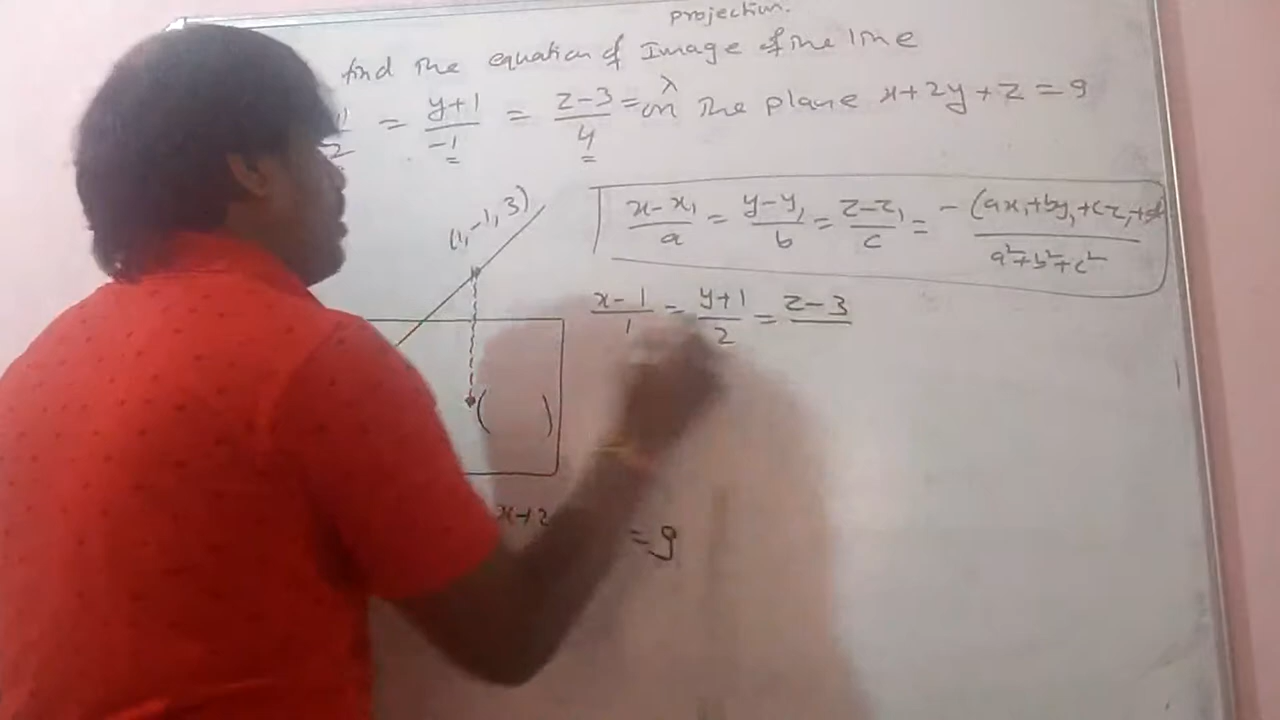 projection.
find the equation of Image of the line
= y+1/-1 = z-3/4 = λ on the plane x+2y+z = 9
(1,-1,3)
x-x₁/a = y-y₁/b = z-z₁/c = -(ax₁+by₁+cz₁+d/a²+b²+c²
x-1/1 = y+1/2 = z-3
( )
x+2
=9